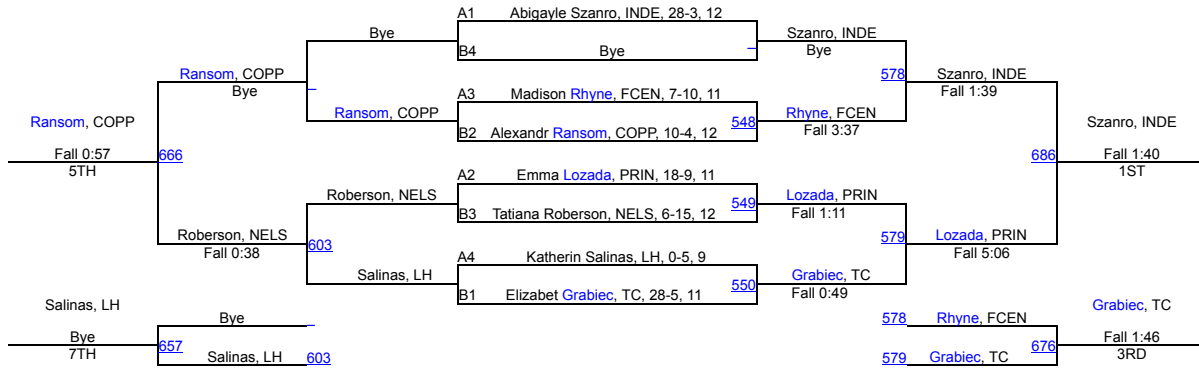 A1 Abigayle Szanro, INDE, 28-3, 12
Bye
Szanro, INDE
B4 Bye
Bye
Ransom, COPP
Bye
578
Szanro, INDE
Fall 1:39
A3 Madison Rhyne, FCEN, 7-10, 11
Ransom, COPP
548
Rhyne, FCEN
Fall 3:37
B2 Alexandr Ransom, COPP, 10-4, 12
Ransom, COPP
Fall 0:57
5TH
666
686
Szanro, INDE
Fall 1:40
1ST
A2 Emma Lozada, PRIN, 18-9, 11
Roberson, NELS
549
Lozada, PRIN
Fall 1:11
B3 Tatiana Roberson, NELS, 6-15, 12
Roberson, NELS
Fall 0:38
603
579
Lozada, PRIN
Fall 5:06
A4 Katherin Salinas, LH, 0-5, 9
Salinas, LH
550
Grabiec, TC
Fall 0:49
B1 Elizabet Grabiec, TC, 28-5, 11
Salinas, LH
Bye
7TH
Bye
657
Salinas, LH
603
578
Rhyne, FCEN
676
579
Grabiec, TC
Grabiec, TC
Fall 1:46
3RD